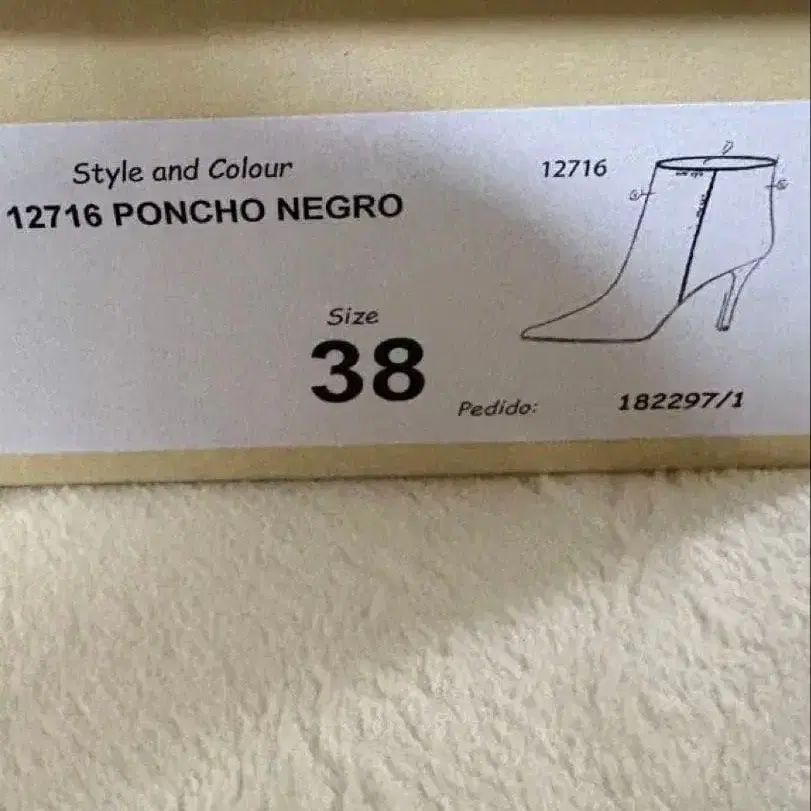 Style and Colour
12716
12716 PONCHO NEGRO
Size
38
Pedido:
182297/1